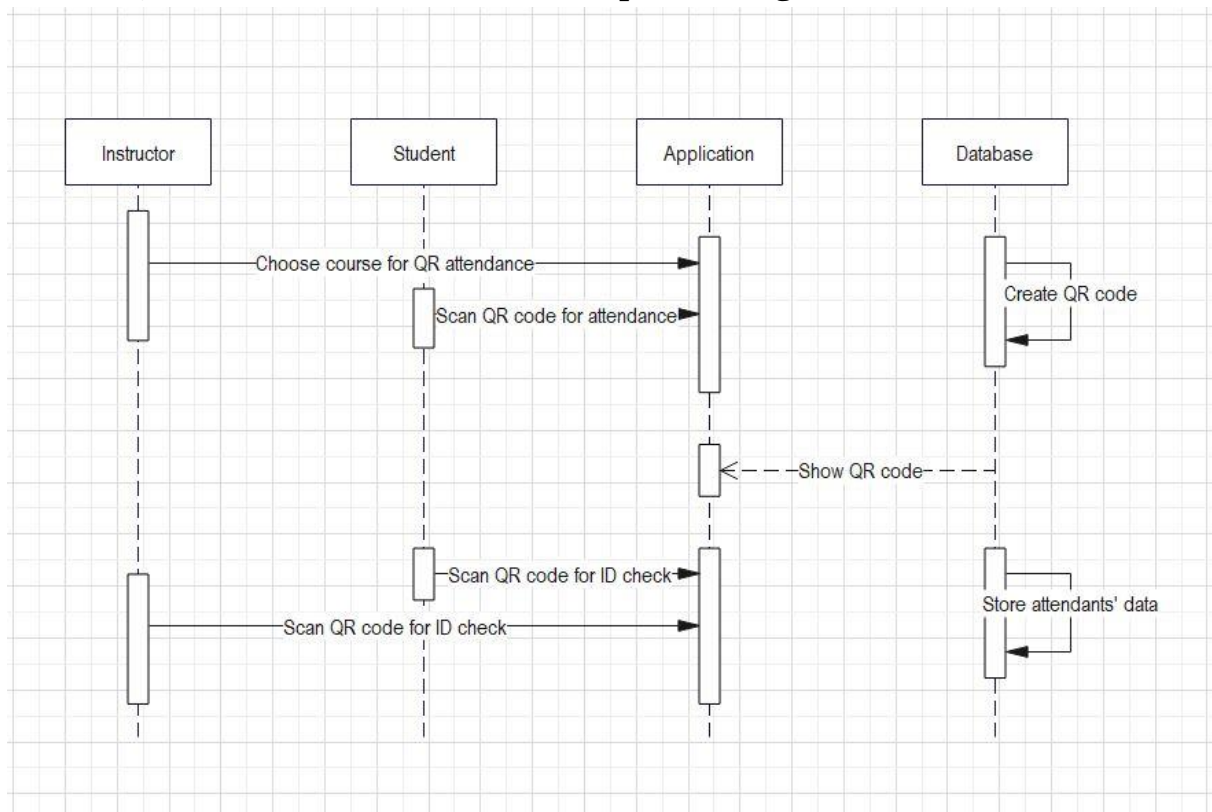 Instructor
Student
Application
Database
Choose course for QR attendance
Create QR code
Scan QR code for attendance
Show QR code
Scan QR code for ID check
Store attendants' data
Scan QR code for ID check